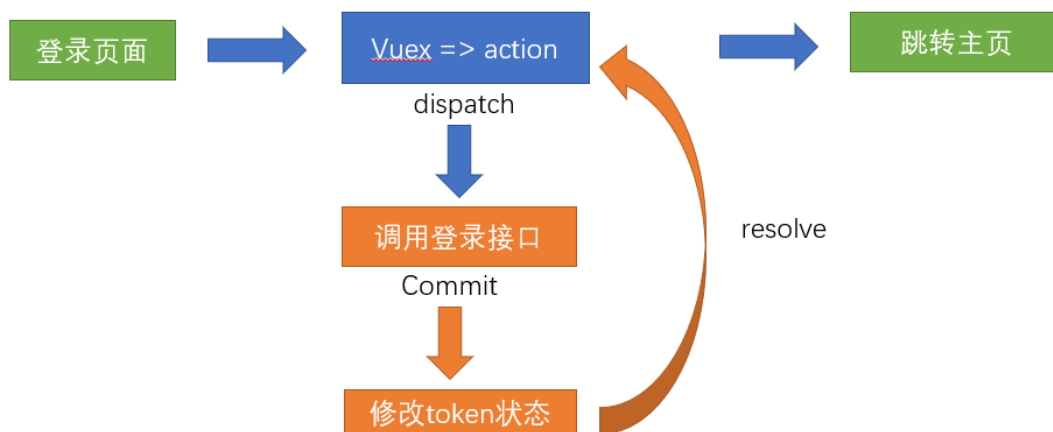 登录页面
Vuex => action
跳转主页
dispatch
调用登录接口
resolve
Commit
修改token状态